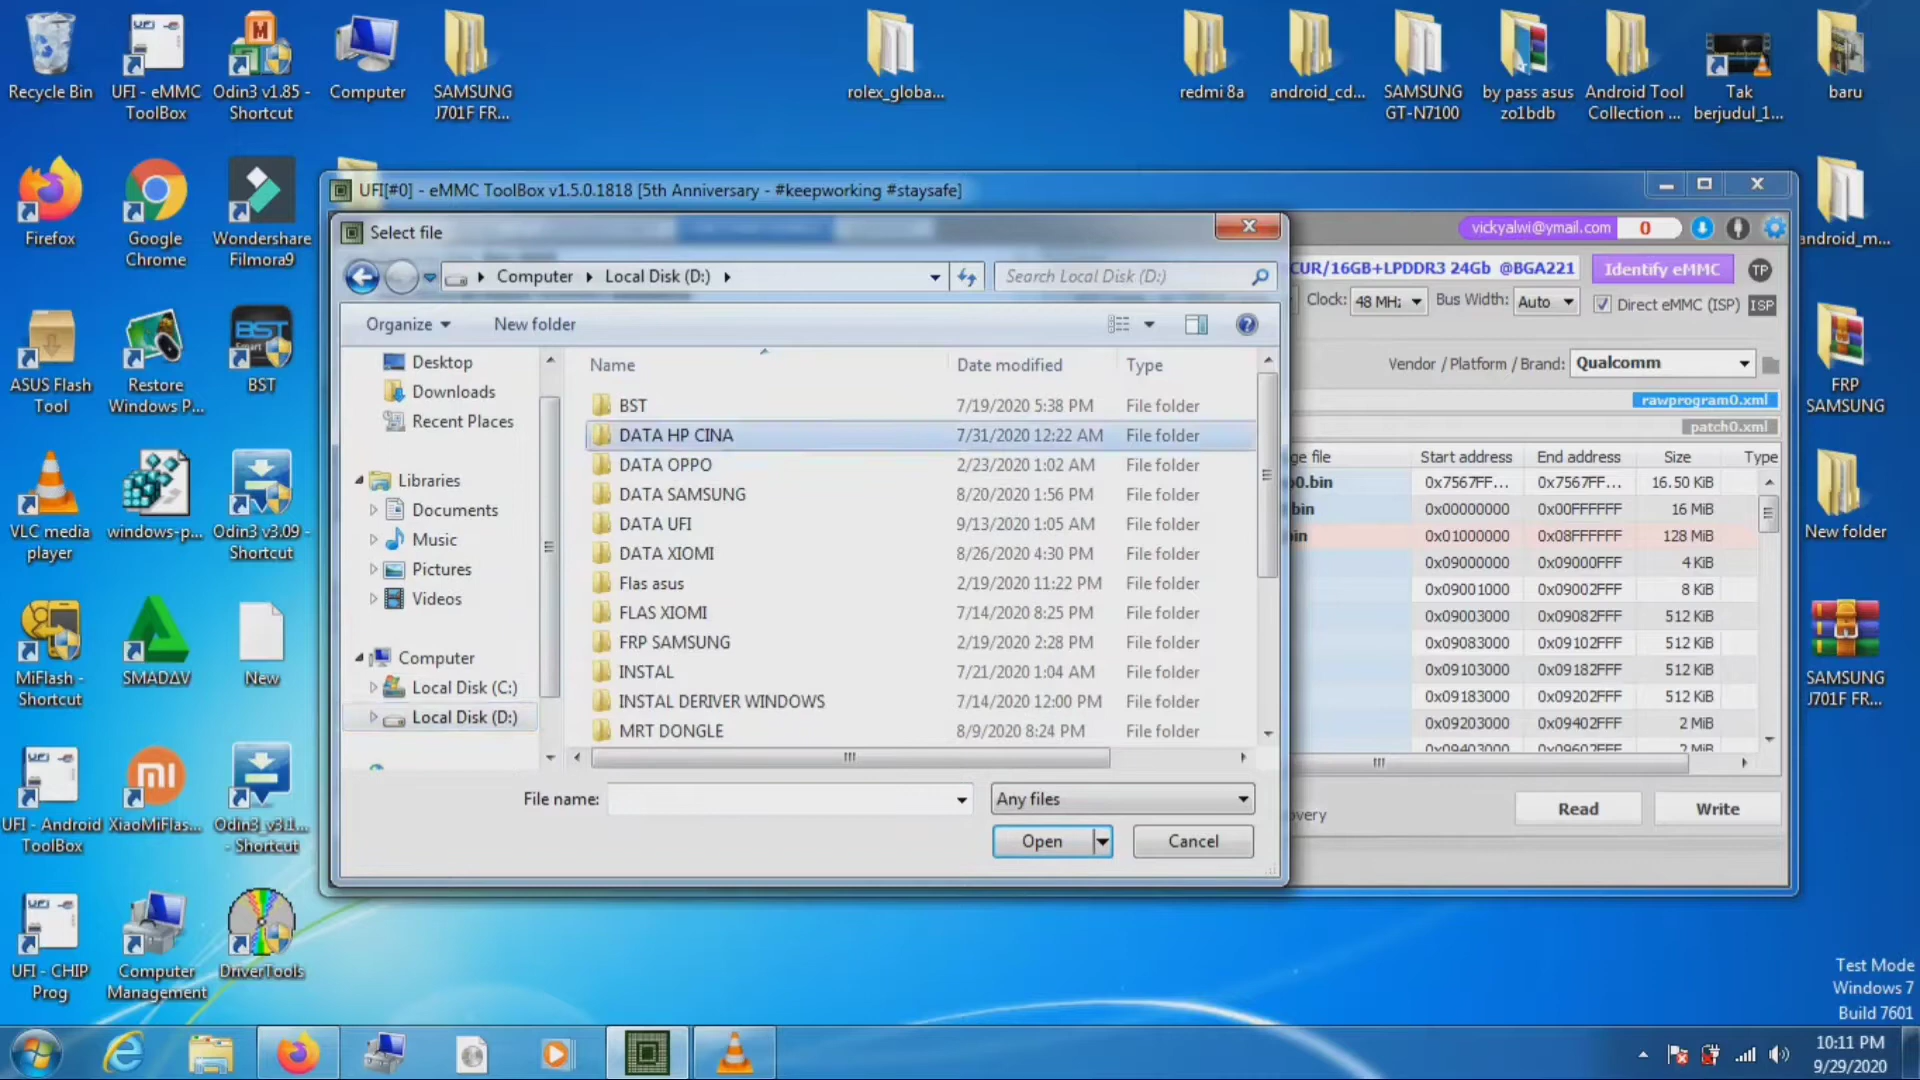 Recycle Bin
UFI - eMMC
ToolBox
Odin3 v1.85 -
Shortcut
Computer
SAMSUNG
J701F FR...
rolex_globa...
redmi 8a
android_cd...
SAMSUNG
GT-N7100
by pass asus
zo1bdb
Android Tool
Collection ...
Tak
berjudul_1...
baru
Firefox
Google
Chrome
Wondershare
Filmora9
android_m...
ASUS Flash
Tool
Restore
Windows P...
BST
FRP
SAMSUNG
VLC media
player
windows-p...
Odin3 v3.09 -
Shortcut
New folder
MiFlash -
Shortcut
SMADΔV
New
SAMSUNG
J701F FR...
UFI - Android
ToolBox
XiaoMiFlas...
Odin3_v3.1...
- Shortcut
UFI - CHIP
Prog
Computer
Management
DriverTools
UFI[#0] - eMMC ToolBox v1.5.0.1818 [5th Anniversary - #keepworking #staysafe]
Select file
Computer
Local Disk (D:)
Search Local Disk (D:)
Organize
New folder
Desktop
Downloads
Recent Places
Libraries
Documents
Music
Pictures
Videos
Computer
Local Disk (C:)
Local Disk (D:)
Name Date modified Type
BST 7/19/2020 5:38 PM File folder
DATA HP CINA 7/31/2020 12:22 AM File folder
DATA OPPO 2/23/2020 1:02 AM File folder
DATA SAMSUNG 8/20/2020 1:56 PM File folder
DATA UFI 9/13/2020 1:05 AM File folder
DATA XIOMI 8/26/2020 4:30 PM File folder
Flas asus 2/19/2020 11:22 PM File folder
FLAS XIOMI 7/14/2020 8:25 PM File folder
FRP SAMSUNG 2/19/2020 2:28 PM File folder
INSTAL 7/21/2020 1:04 AM File folder
INSTAL DERIVER WINDOWS 7/14/2020 12:00 PM File folder
MRT DONGLE 8/9/2020 8:24 PM File folder
File name:
Any files
Open
Cancel
vickyalwi@ymail.com 0
CUR/16GB+LPDDR3 24Gb @BGA221
Identify eMMC
TP
Clock: 48 MH; Bus Width: Auto
Direct eMMC (ISP) ISP
Vendor / Platform / Brand: Qualcomm
rawprogram0.xml
patch0.xml
ge file Start address End address Size Type
0.bin 0x7567FF... 0x7567FF... 16.50 KiB
bin 0x00000000 0x00FFFFFF 16 MiB
in 0x01000000 0x08FFFFFF 128 MiB
0x09000000 0x09000FFF 4 KiB
0x09001000 0x09002FFF 8 KiB
0x09003000 0x09082FFF 512 KiB
0x09083000 0x09102FFF 512 KiB
0x09103000 0x09182FFF 512 KiB
0x09183000 0x09202FFF 512 KiB
0x09203000 0x09402FFF 2 MiB
0x09403000 0x09602FFF 2 MiB
overy
Read
Write
Test Mode
Windows 7
Build 7601
10:11 PM
9/29/2020